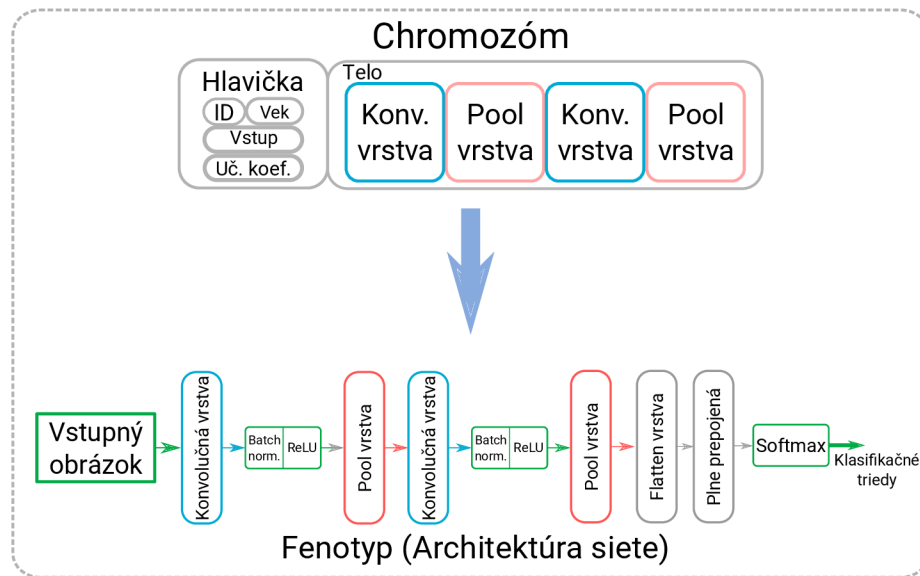 Chromozóm
Hlavička
ID
Vek
Vstup
Uč. koef.
Telo
Konv.
vrstva
Pool
vrstva
Konv.
vrstva
Pool
vrstva
Vstupný
obrázok
Konvolučná vrstva
Batch
norm.
ReLU
Pool vrstva
Konvolučná vrstva
Batch
norm.
ReLU
Pool vrstva
Flatten vrstva
Plne prepojená
Softmax
Klasifikačné
triedy
Fenotyp (Architektúra siete)